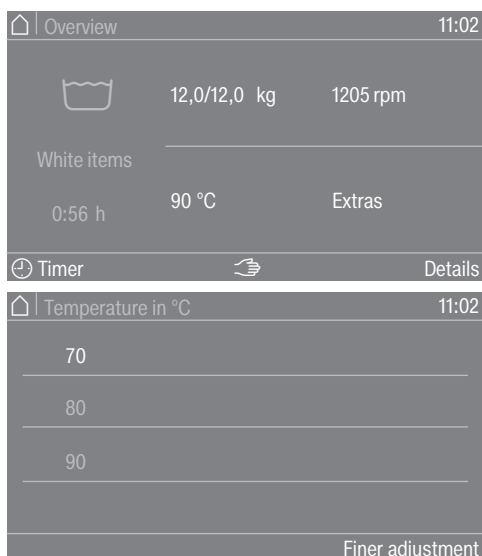 Overview 11:02
12,0/12,0 kg 1205 rpm
White items
0:56 h
90 °C Extras
Timer Details
Temperature in °C 11:02
70
80
90
Finer adjustment